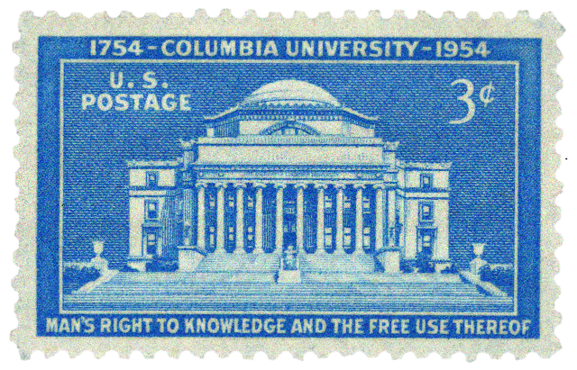 1754-COLUMBIA UNIVERSITY-1954
U.S.
POSTAGE
3¢
MAN'S RIGHT TO KNOWLEDGE AND THE FREE USE THEREOF